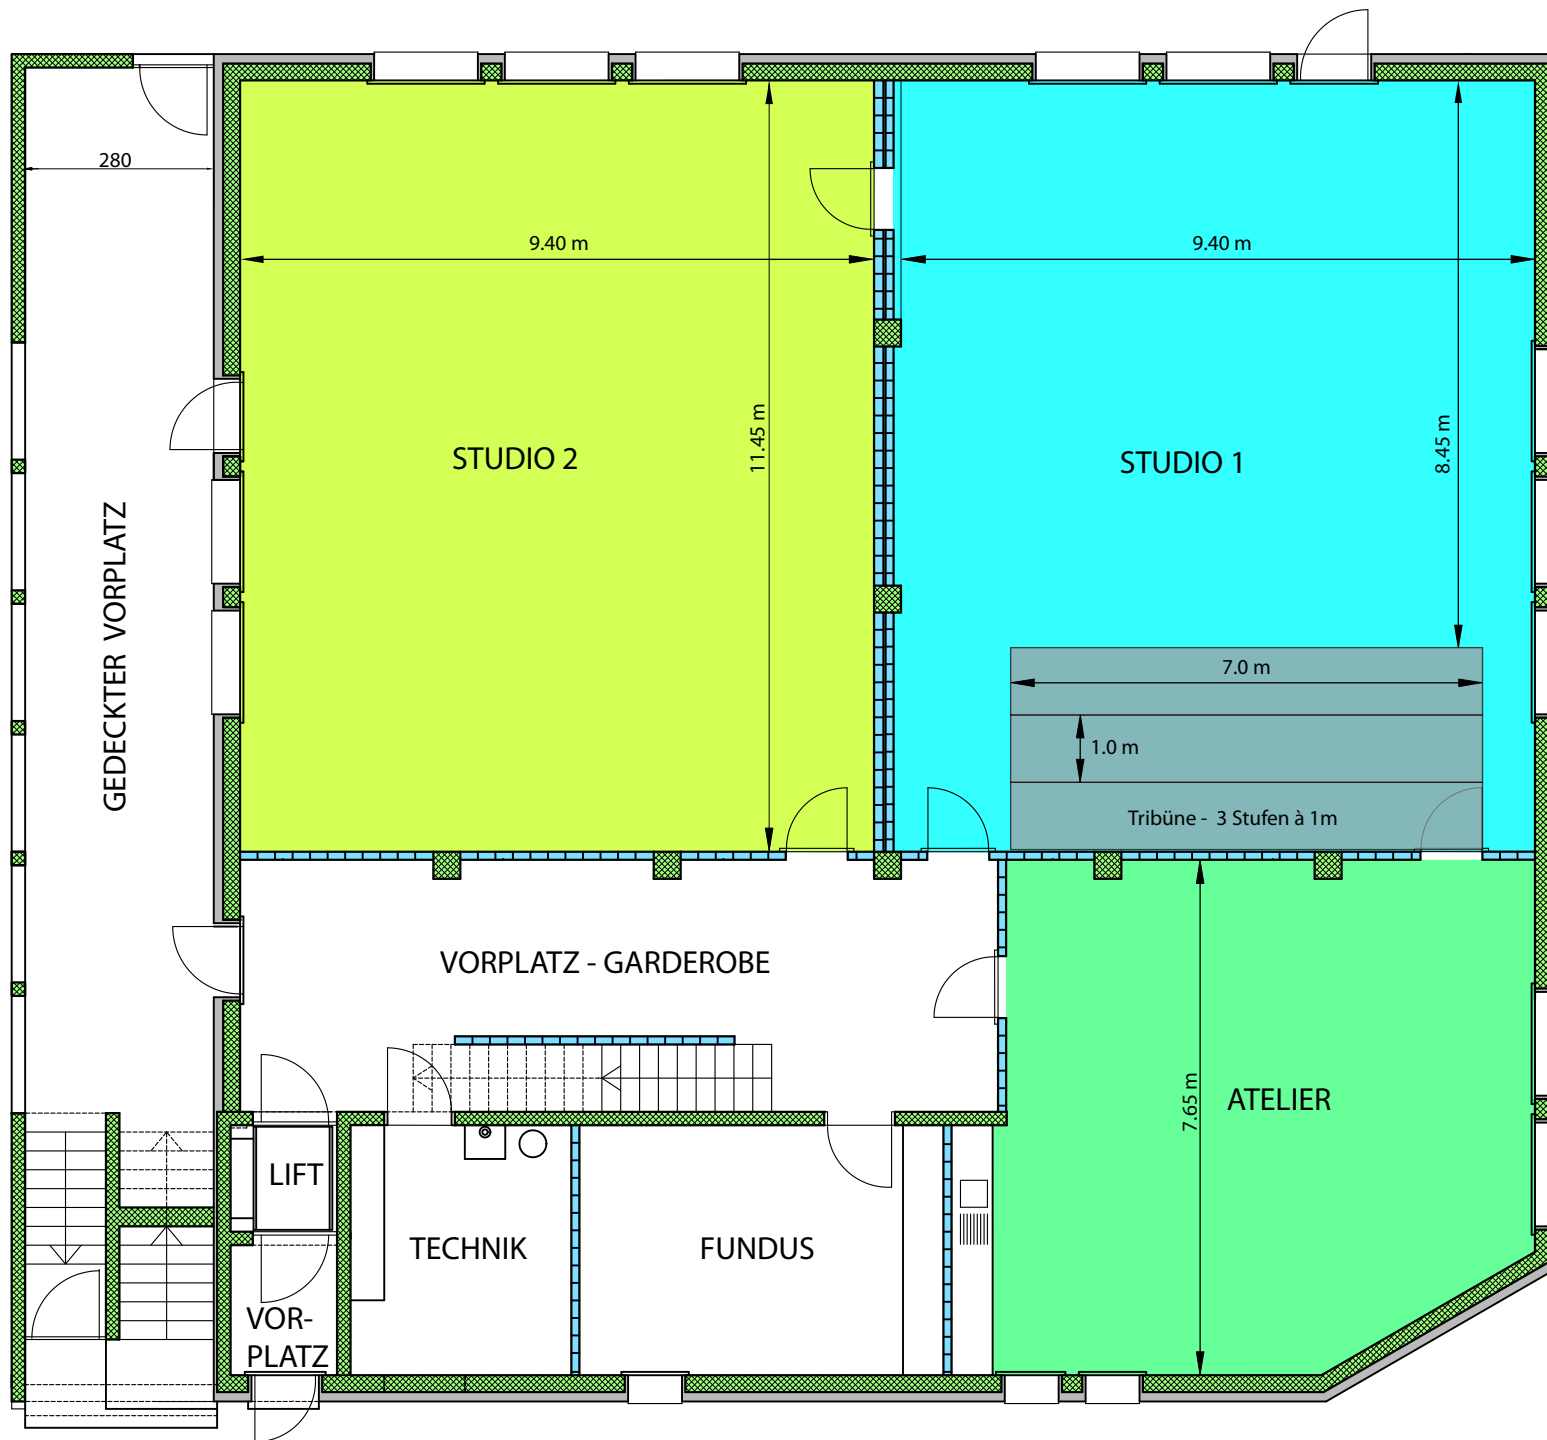 280
9.40 m
9.40 m
11.45 m
8.45 m
STUDIO 2
STUDIO 1
GEDECKTER VORPLATZ
7.0 m
1.0 m
Tribüne - 3 Stufen à 1m
VORPLATZ - GARDEROBE
7.65 m
ATELIER
LIFT
TECHNIK
FUNDUS
VOR-
PLATZ